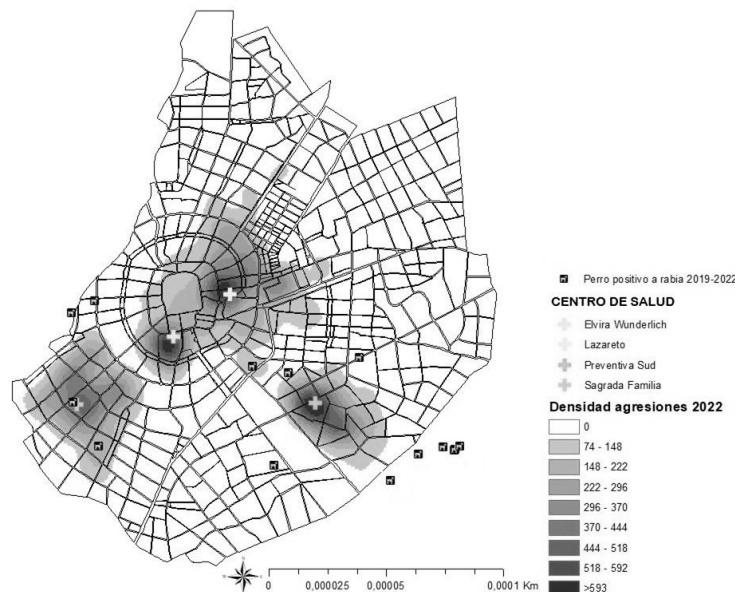 Perro positivo a rabia 2019-2022
CENTRO DE SALUD
Elvira Wunderlich
Lazareto
Preventiva Sud
Sagrada Familia
Densidad agresiones 2022
0
74 - 148
148 - 222
222 - 296
296 - 370
370 - 444
444 - 518
518 - 592
>593
0 0,000025 0,00005 0,0001 Km